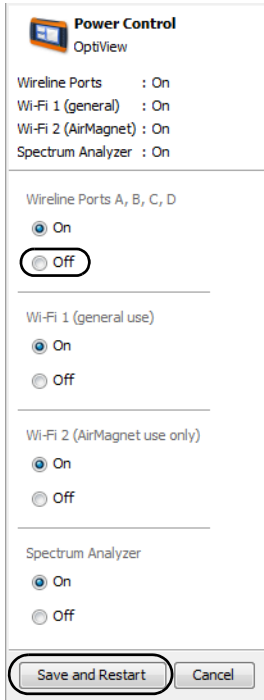 Power Control
OptiView
Wireline Ports : On
Wi-Fi 1 (general) : On
Wi-Fi 2 (AirMagnet) : On
Spectrum Analyzer : On
Wireline Ports A, B, C, D
On
Off
Wi-Fi 1 (general use)
On
Off
Wi-Fi 2 (AirMagnet use only)
On
Off
Spectrum Analyzer
On
Off
Save and Restart Cancel